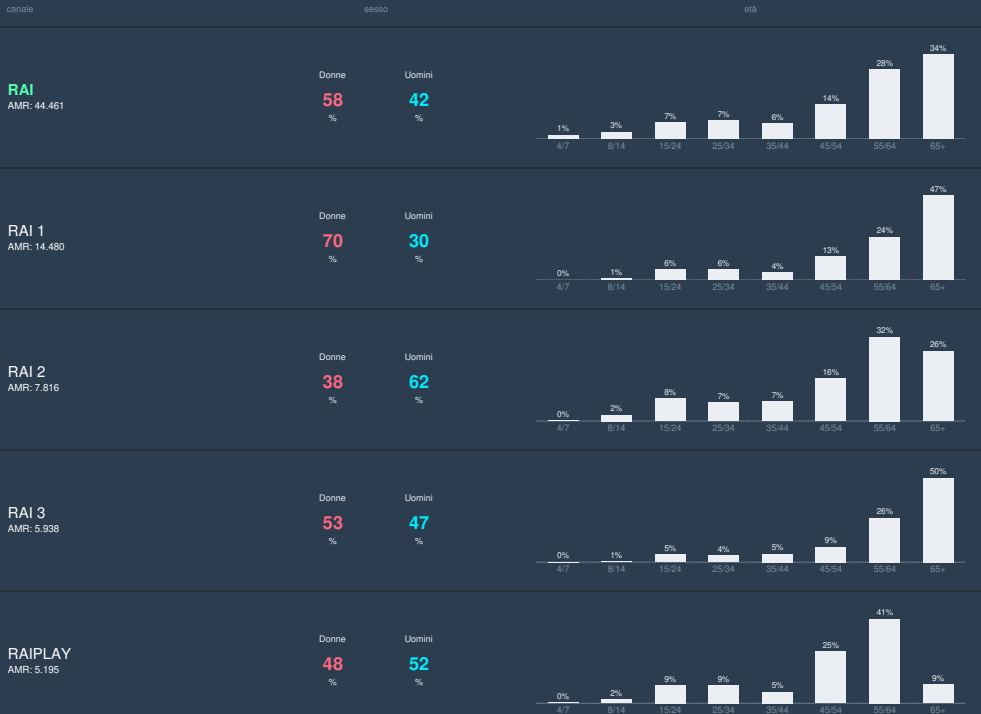 canale sesso età
RAI
AMR: 44.461
Donne Uomini
58 42
% %
1% 3% 7% 7% 6% 14% 28% 34%
4/7 8/14 15/24 25/34 35/44 45/54 55/64 65+
RAI 1
AMR: 14.480
Donne Uomini
70 30
% %
0% 1% 6% 6% 4% 13% 24% 47%
4/7 8/14 15/24 25/34 35/44 45/54 55/64 65+
RAI 2
AMR: 7.816
Donne Uomini
38 62
% %
0% 2% 8% 7% 7% 16% 32% 26%
4/7 8/14 15/24 25/34 35/44 45/54 55/64 65+
RAI 3
AMR: 5.938
Donne Uomini
53 47
% %
0% 1% 5% 4% 5% 9% 26% 50%
4/7 8/14 15/24 25/34 35/44 45/54 55/64 65+
RAIPLAY
AMR: 5.195
Donne Uomini
48 52
% %
0% 2% 9% 9% 5% 25% 41% 9%
4/7 8/14 15/24 25/34 35/44 45/54 55/64 65+